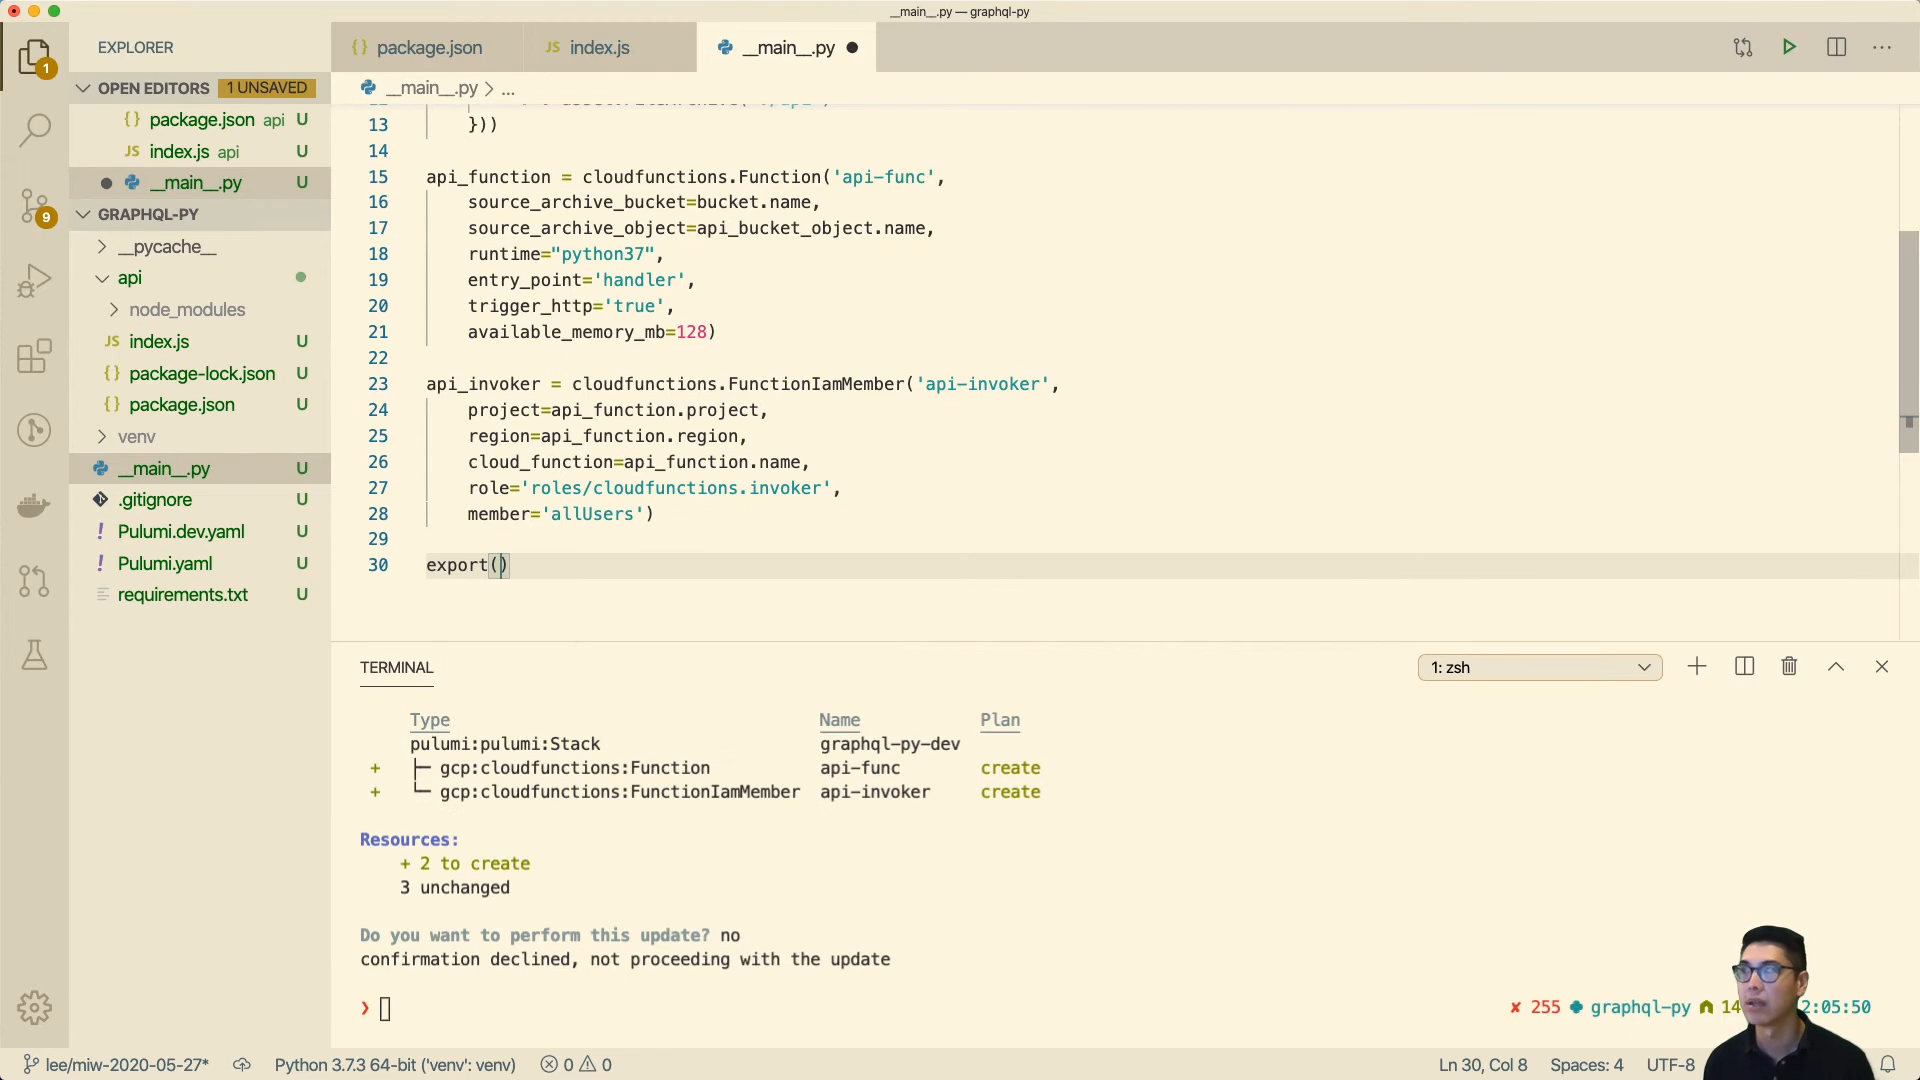 __main__.py — graphql-py
EXPLORER
OPEN EDITORS
1 UNSAVED
{} package.json api U
JS index.js api U
__main__.py U
GRAPHQL-PY
__pycache__
api
node_modules
JS index.js U
{} package-lock.json U
{} package.json U
venv
__main__.py U
.gitignore U
! Pulumi.dev.yaml U
! Pulumi.yaml U
requirements.txt U
1
9
{} package.json
JS index.js
__main__.py
__main__.py > ...
13 }))
14
15 api_function = cloudfunctions.Function('api-func',
16 source_archive_bucket=bucket.name,
17 source_archive_object=api_bucket_object.name,
18 runtime="python37",
19 entry_point='handler',
20 trigger_http='true',
21 available_memory_mb=128)
22
23 api_invoker = cloudfunctions.FunctionIamMember('api-invoker',
24 project=api_function.project,
25 region=api_function.region,
26 cloud_function=api_function.name,
27 role='roles/cloudfunctions.invoker',
28 member='allUsers')
29
30 export()
TERMINAL
1: zsh
Type Name Plan
pulumi:pulumi:Stack graphql-py-dev
+ ├─ gcp:cloudfunctions:Function api-func create
+ └─ gcp:cloudfunctions:FunctionIamMember api-invoker create
Resources:
+ 2 to create
3 unchanged
Do you want to perform this update? no
confirmation declined, not proceeding with the update
❯
✘ 255 graphql-py 14 2:05:50
lee/miw-2020-05-27*
Python 3.7.3 64-bit ('venv': venv)
0 0
Ln 30, Col 8
Spaces: 4
UTF-8